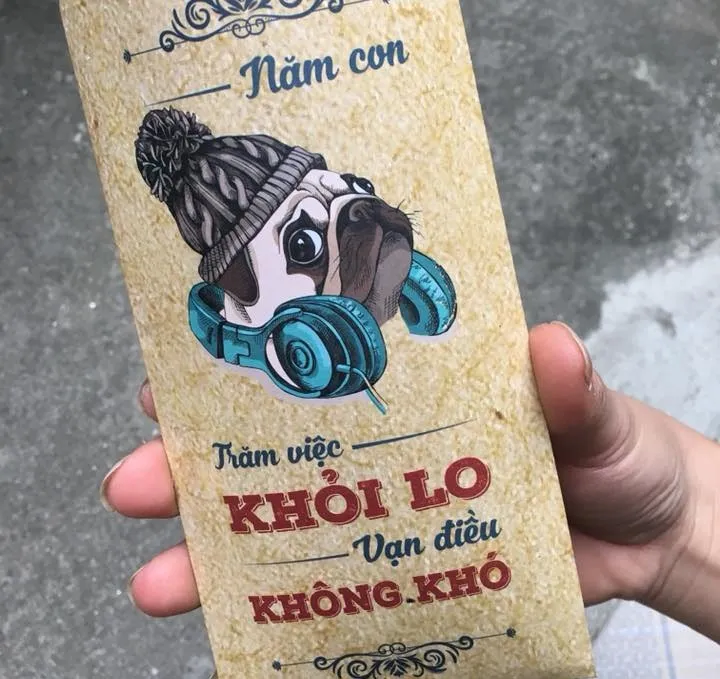 Năm con
Trăm việc
KHỎI LO
Vạn điều
KHÔNG KHÓ